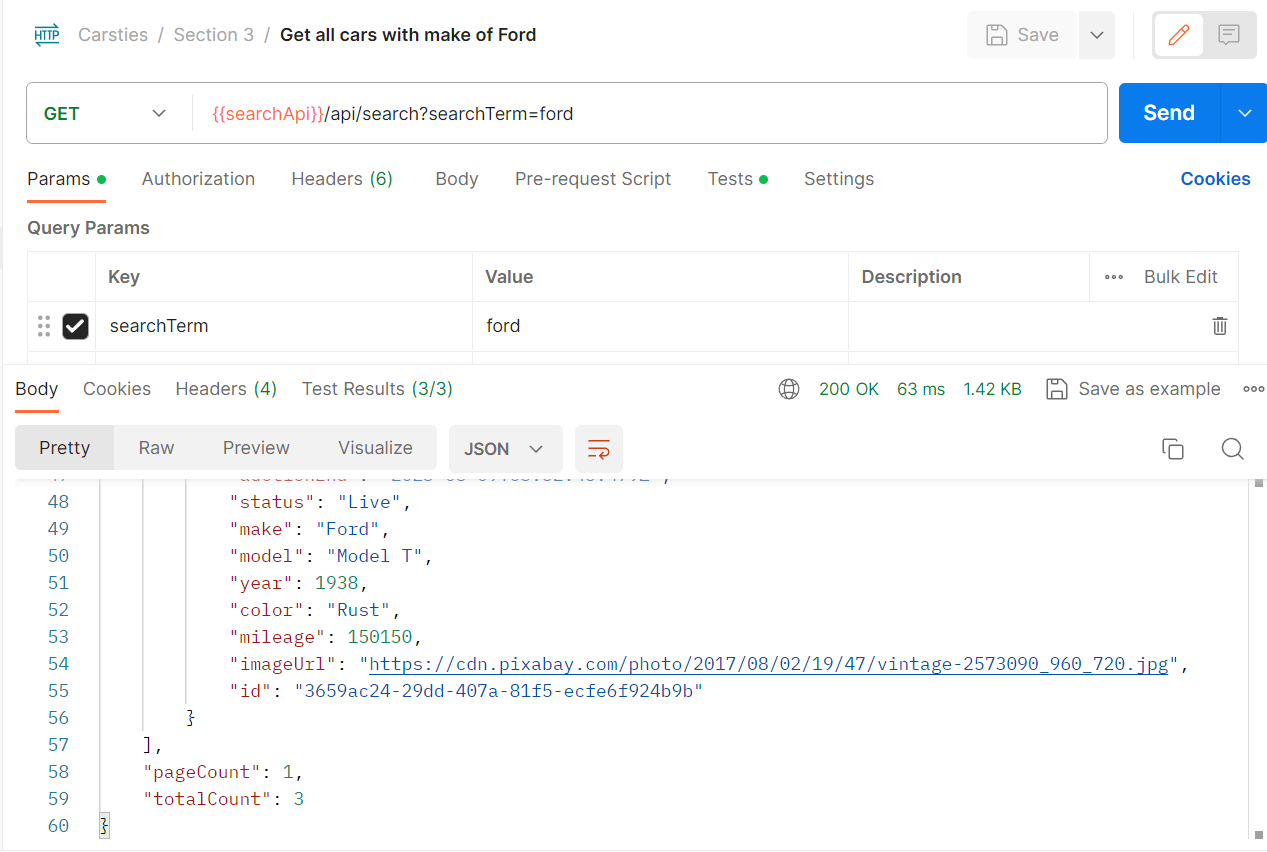 HTTP Carsties / Section 3 / Get all cars with make of Ford Save
GET {{searchApi}}/api/search?searchTerm=ford Send
Params Authorization Headers (6) Body Pre-request Script Tests Settings Cookies
Query Params
Key Value Description Bulk Edit
searchTerm ford
Body Cookies Headers (4) Test Results (3/3) 200 OK 63 ms 1.42 KB Save as example
Pretty Raw Preview Visualize JSON
48 "status": "Live",
49 "make": "Ford",
50 "model": "Model T",
51 "year": 1938,
52 "color": "Rust",
53 "mileage": 150150,
54 "imageUrl": "https://cdn.pixabay.com/photo/2017/08/02/19/47/vintage-2573090_960_720.jpg",
55 "id": "3659ac24-29dd-407a-81f5-ecfe6f924b9b"
56 }
57 ],
58 "pageCount": 1,
59 "totalCount": 3
60 }